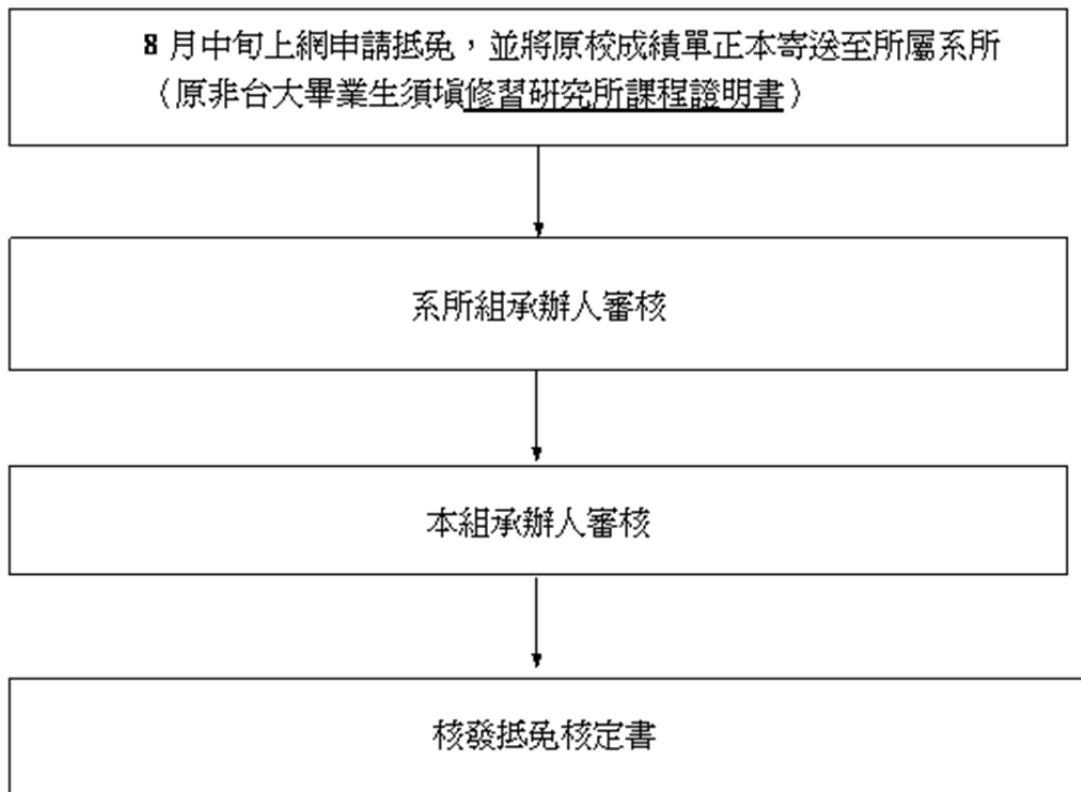 8 月中旬上網申請抵免，並將原校成績單正本寄送至所屬系所
（原非台大畢業生須填修習研究所課程證明書）
系所組承辦人審核
本組承辦人審核
核發抵免核定書